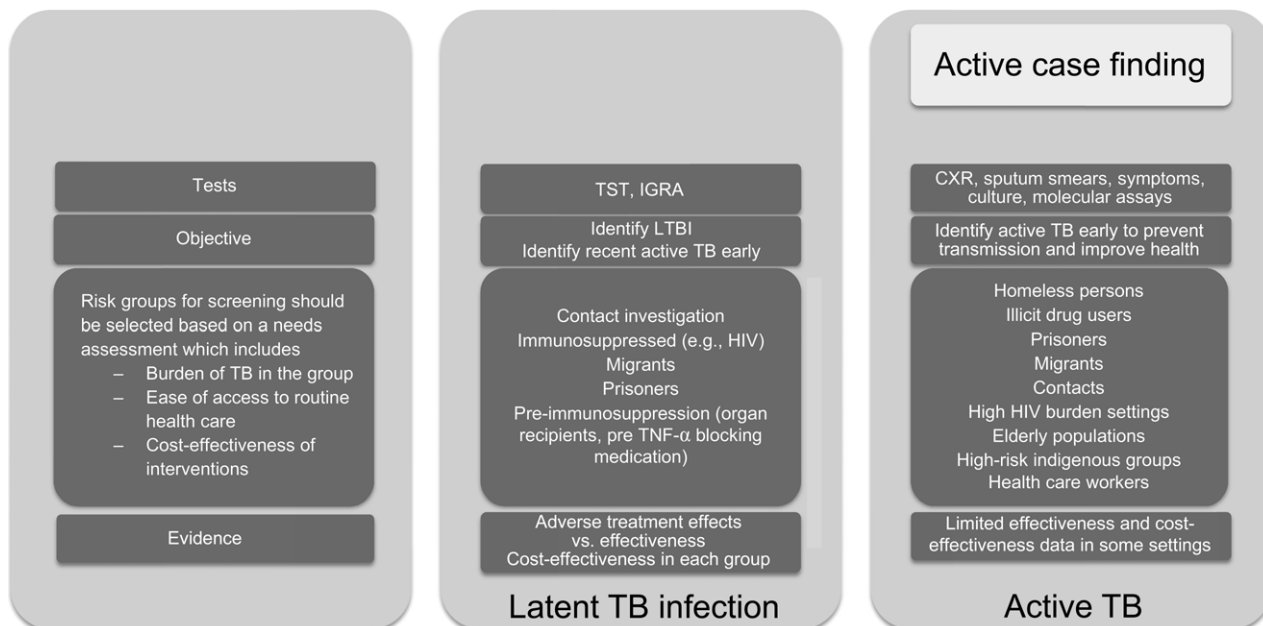 Tests
Objective
Risk groups for screening should
be selected based on a needs
assessment which includes
– Burden of TB in the group
– Ease of access to routine
health care
– Cost-effectiveness of
interventions
Evidence
TST, IGRA
Identify LTBI
Identify recent active TB early
Contact investigation
Immunosuppressed (e.g., HIV)
Migrants
Prisoners
Pre-immunosuppression (organ
recipients, pre TNF-α blocking
medication)
Adverse treatment effects
vs. effectiveness
Cost-effectiveness in each group
Latent TB infection
Active case finding
CXR, sputum smears, symptoms,
culture, molecular assays
Identify active TB early to prevent
transmission and improve health
Homeless persons
Illicit drug users
Prisoners
Migrants
Contacts
High HIV burden settings
Elderly populations
High-risk indigenous groups
Health care workers
Limited effectiveness and cost-
effectiveness data in some settings
Active TB